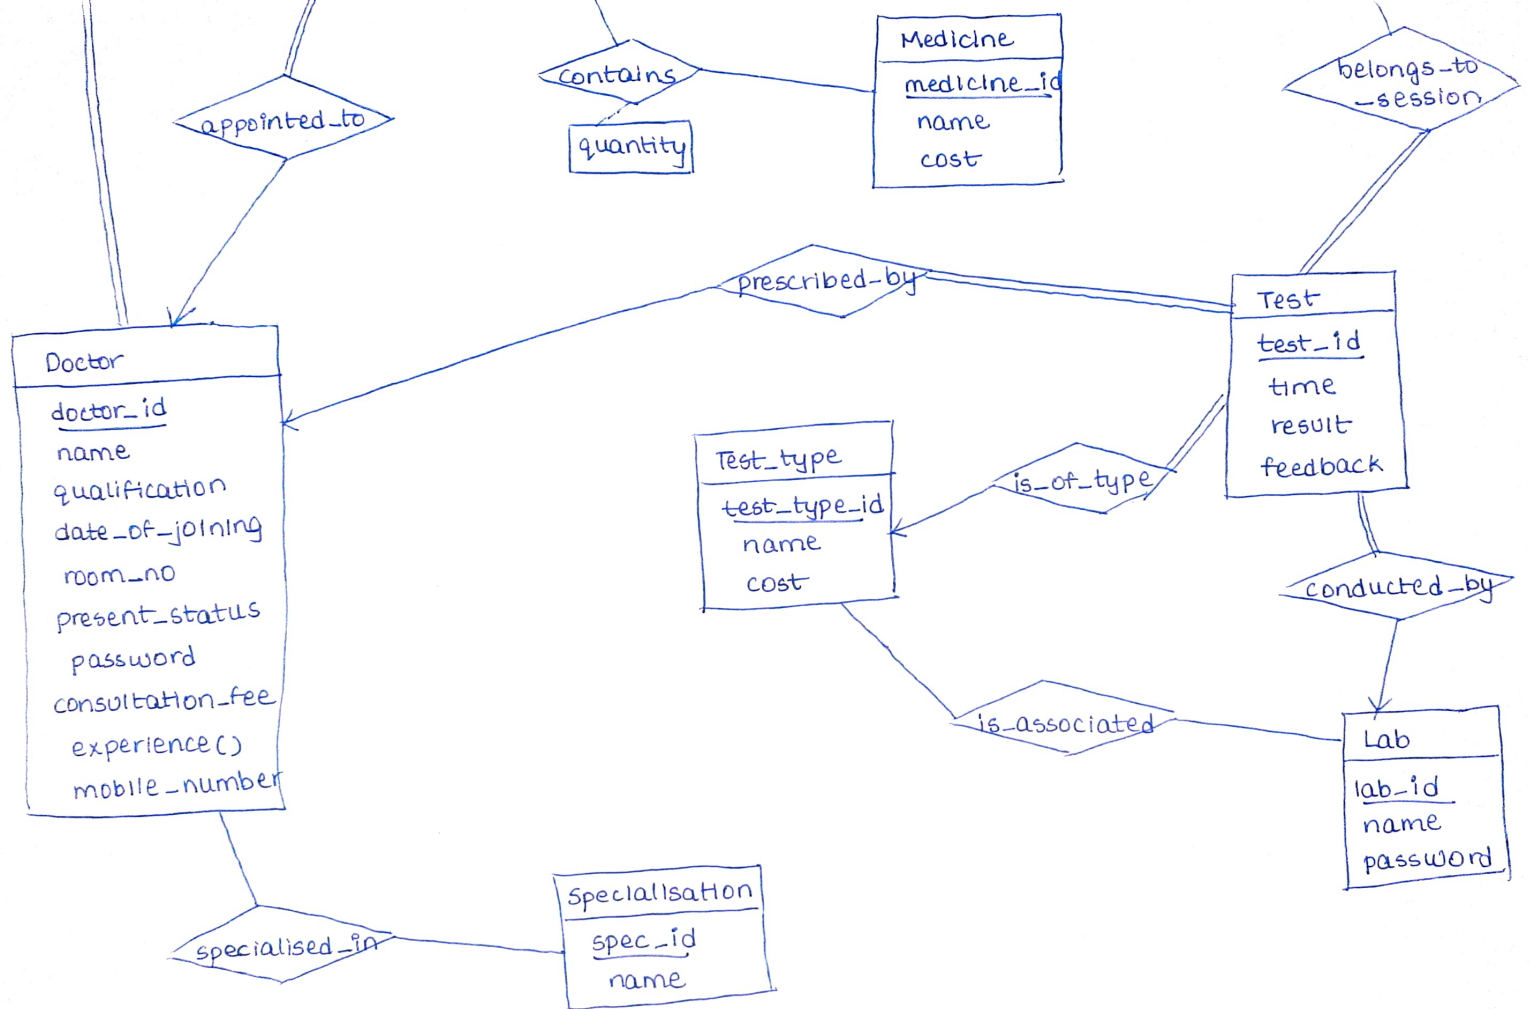 appointed_to
contains
quantity
Medicine
medicine_id
name
cost
belongs_to
_session
prescribed_by
Test
test_id
time
result
feedback
Doctor
doctor_id
name
qualification
date_of_joining
room_no
present_status
password
consultation_fee
experience()
mobile_number
Test_type
test_type_id
name
cost
is_of_type
conducted_by
is_associated
Lab
lab_id
name
password
specialised_in
Specialisation
spec_id
name